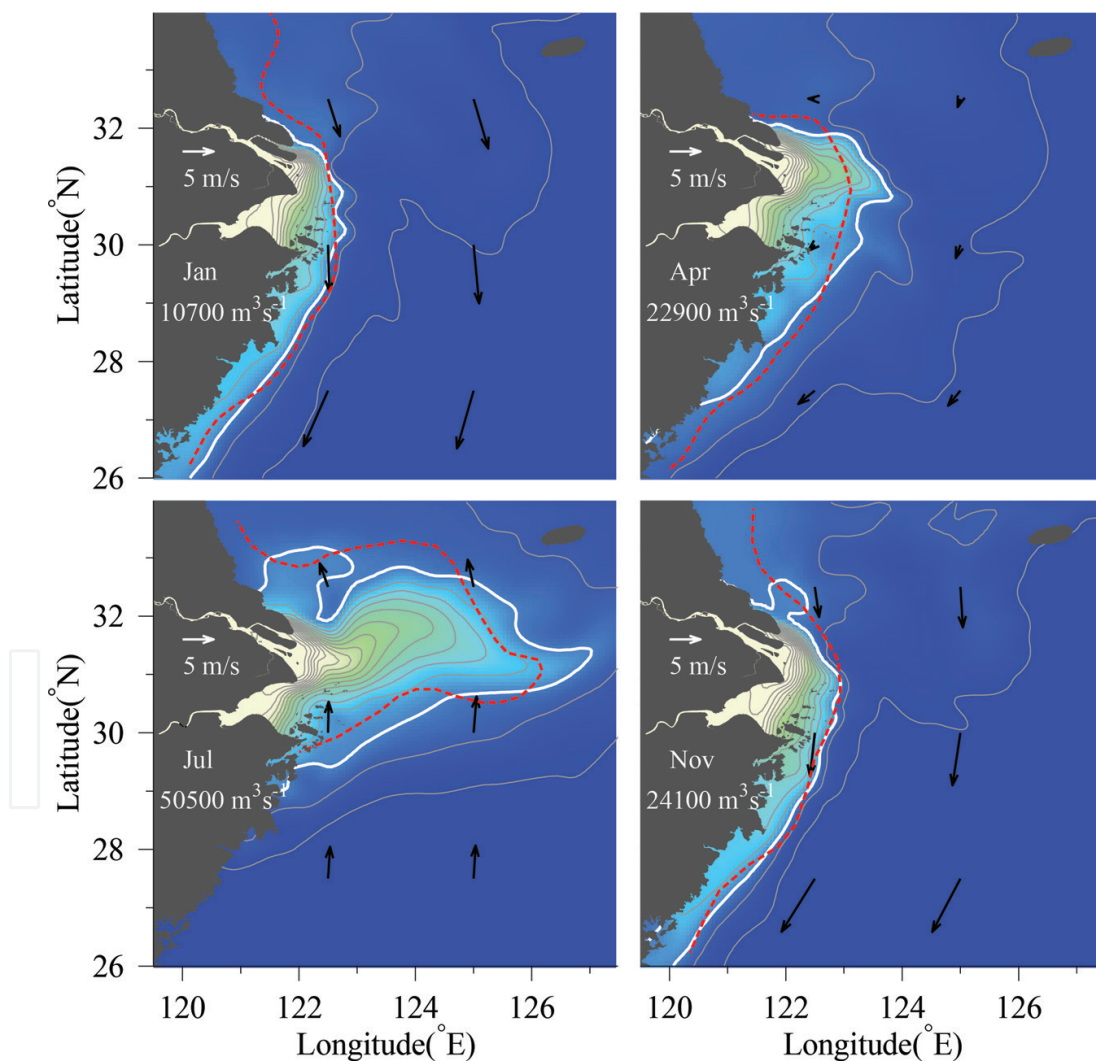 Latitude(°N)
32
30
28
26
5 m/s
Jan
10700 m³s⁻¹
5 m/s
Apr
22900 m³s⁻¹
Latitude(°N)
32
30
28
26
5 m/s
Jul
50500 m³s⁻¹
5 m/s
Nov
24100 m³s⁻¹
120 122 124 126
Longitude(°E)
120 122 124 126
Longitude(°E)